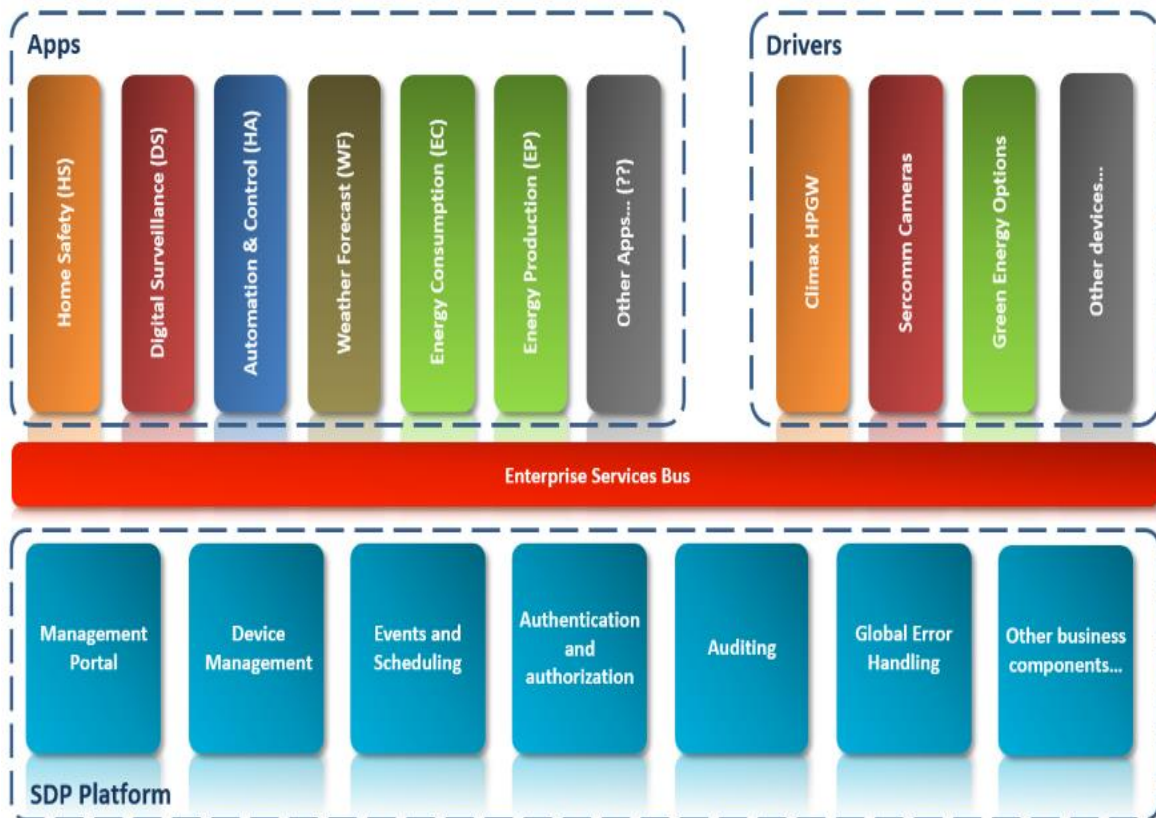 Apps
Home Safety (HS)
Digital Surveillance (DS)
Automation & Control (HA)
Weather Forecast (WF)
Energy Consumption (EC)
Energy Production (EP)
Other Apps... (??)
Drivers
Climax HPGW
Sercomm Cameras
Green Energy Options
Other devices...
Enterprise Services Bus
Management
Portal
Device
Management
Events and
Scheduling
Authentication
and
authorization
Auditing
Global Error
Handling
Other business
components...
SDP Platform